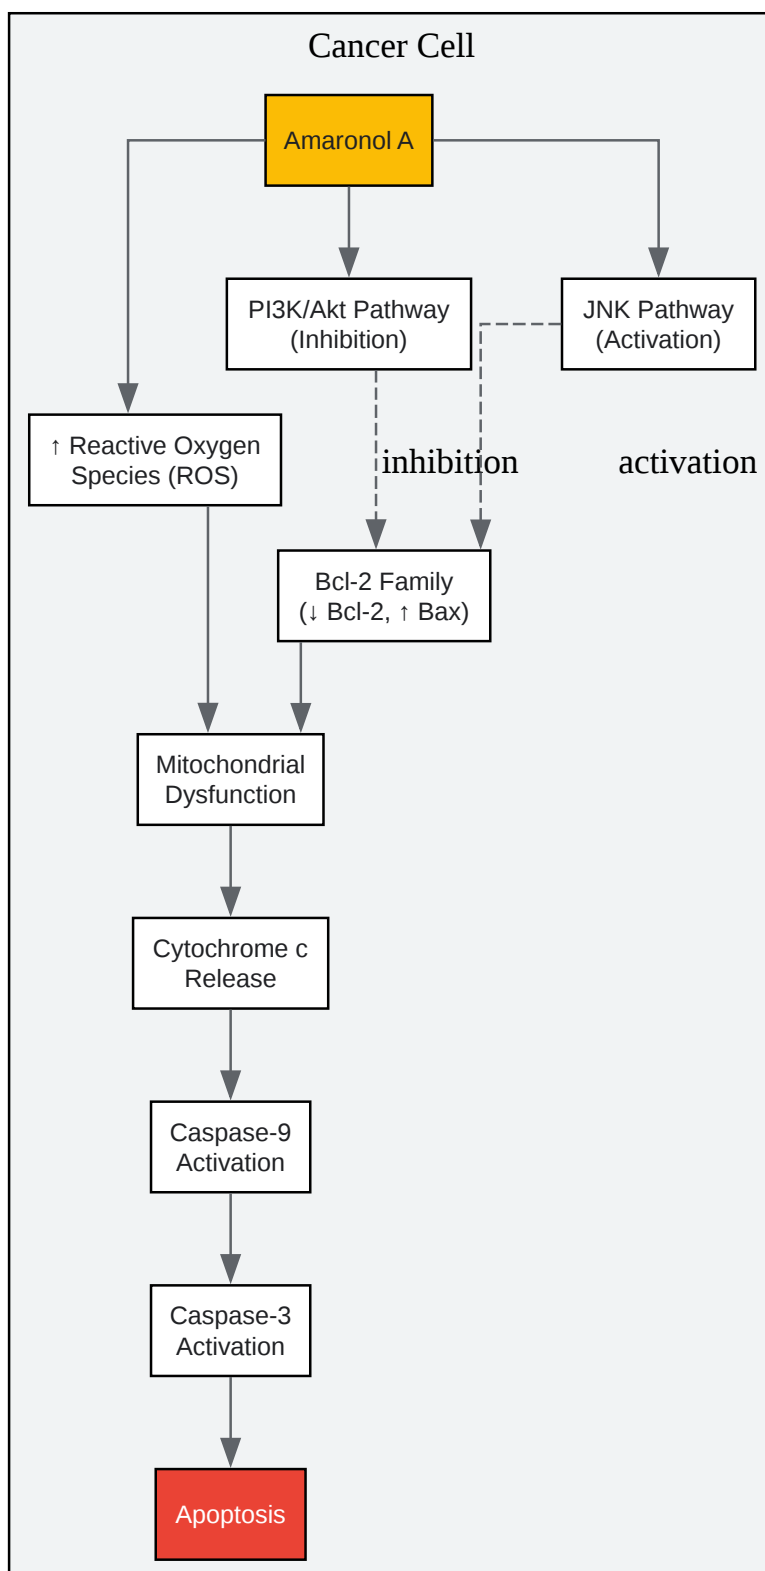 Cancer Cell
Amaronol A
PI3K/Akt Pathway
(Inhibition)
JNK Pathway
(Activation)
↑ Reactive Oxygen
Species (ROS)
inhibition
activation
Bcl-2 Family
(↓ Bcl-2, ↑ Bax)
Mitochondrial
Dysfunction
Cytochrome c
Release
Caspase-9
Activation
Caspase-3
Activation
Apoptosis